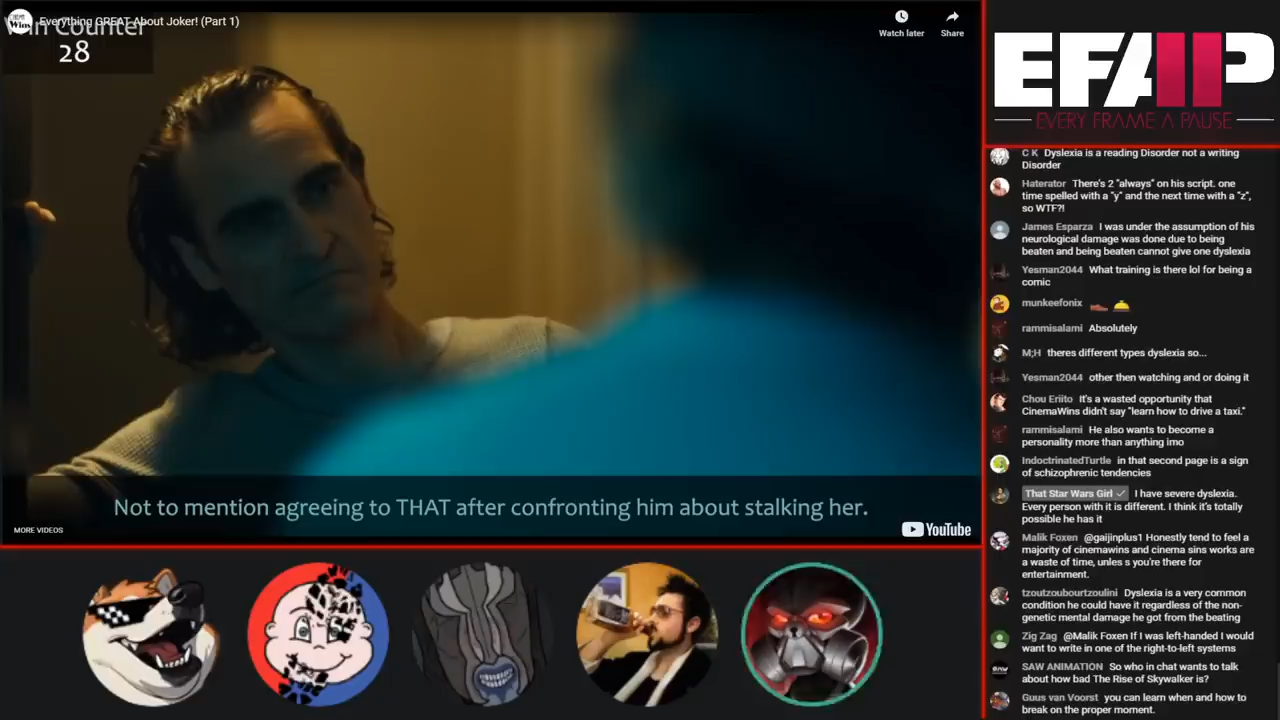 Everything GREAT About Joker! (Part 1)
Win Counter
28
Watch later
Share
Not to mention agreeing to THAT after confronting him about stalking her.
MORE VIDEOS
YouTube
EFAP
EVERY FRAME A PAUSE
C K Dyslexia is a reading Disorder not a writing
Disorder
Haterator There's 2 "always" on his script. one
time spelled with a "y" and the next time with a "z",
so WTF?!
James Esparza I was under the assumption of his
neurological damage was done due to being
beaten and being beaten cannot give one dyslexia
Yesman2044 What training is there lol for being a
comic
munkeefonix
rammisalami Absolutely
M;H theres different types dyslexia so...
Yesman2044 other then watching and or doing it
Chou Eriito It's a wasted opportunity that
CinemaWins didn't say "learn how to drive a taxi."
rammisalami He also wants to become a
personality more than anything imo
IndoctrinatedTurtle in that second page is a sign
of schizophrenic tendencies
That Star Wars Girl I have severe dyslexia.
Every person with it is different. I think it's totally
possible he has it
Malik Foxen @gaijinplus1 Honestly tend to feel a
majority of cinemawins and cinema sins works are
a waste of time, unles s you're there for
entertainment.
tzoutzoubourtzoulini Dyslexia is a very common
condition he could have it regardless of the non-
genetic mental damage he got from the beating
Zig Zag @Malik Foxen If I was left-handed I would
want to write in one of the right-to-left systems
SAW ANIMATION So who in chat wants to talk
about how bad The Rise of Skywalker is?
Guus van Voorst you can learn when and how to
break on the proper moment.